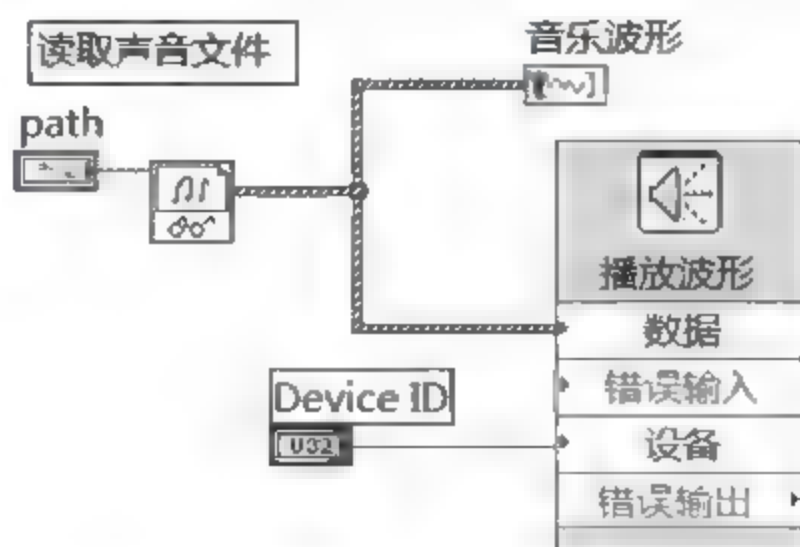 读取声音文件
音乐波形
path
播放波形
数据
错误输入
Device ID
U32
设备
错误输出